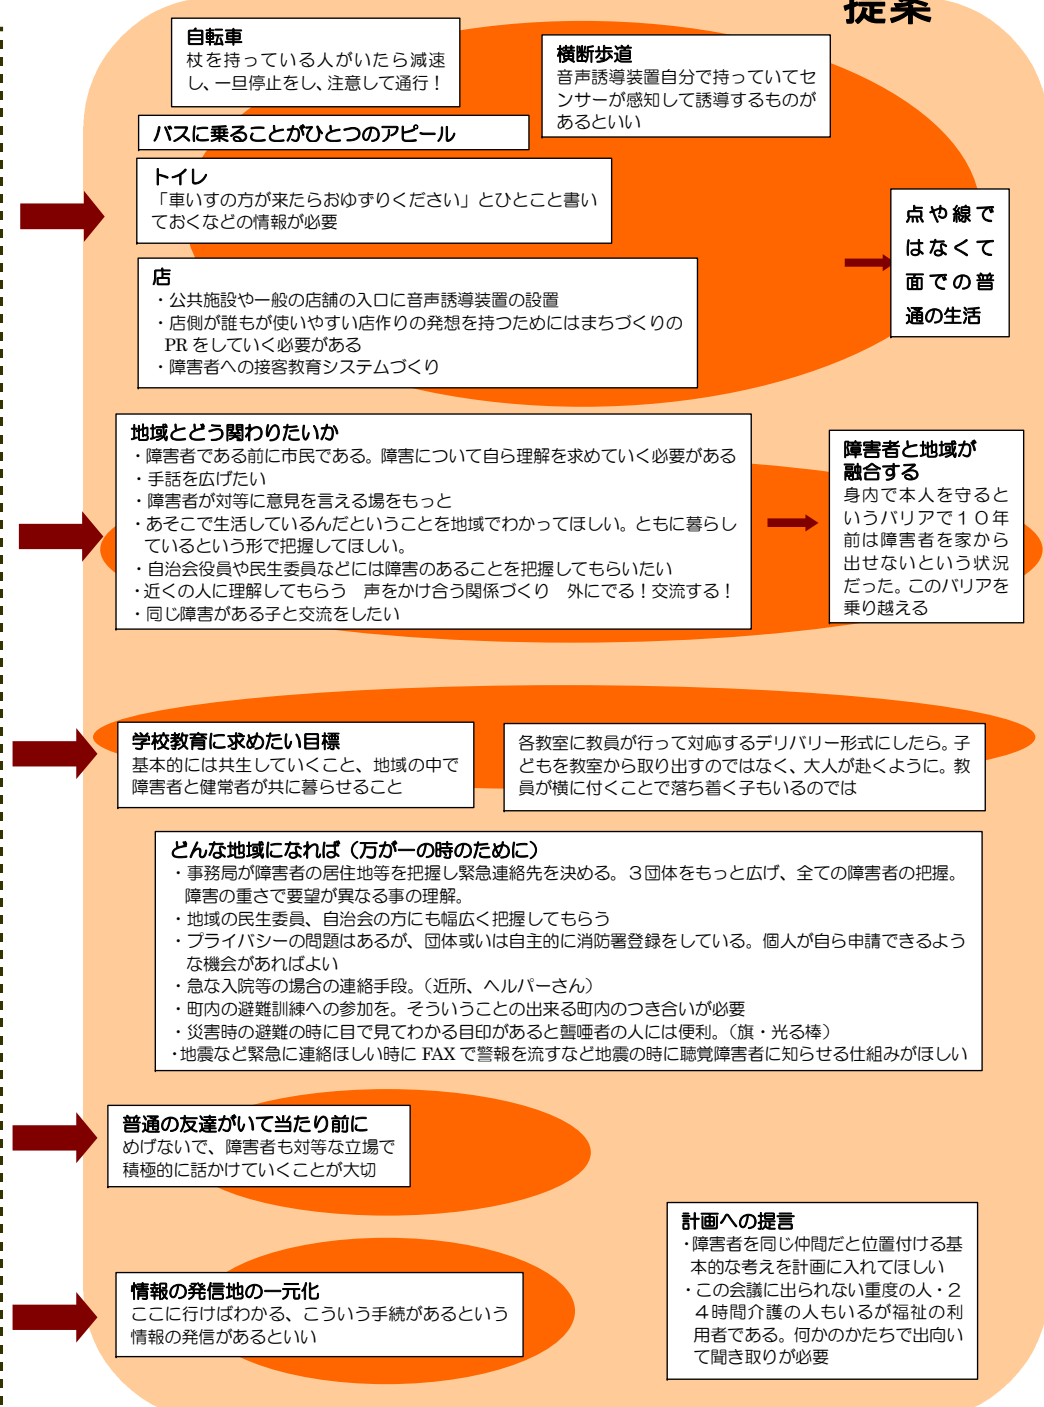 提案
自転車
杖を持っている人がいたら減速
し、一旦停止をし、注意して通行！
横断歩道
音声誘導装置自分で持っていてセ
ンサーが感知して誘導するものが
あるといい
バスに乗ることがひとつのアピール
トイレ
「車いすの方が来たらおゆずりください」とひとこと書い
ておくなどの情報が必要
店
・公共施設や一般の店舗の入口に音声誘導装置の設置
・店側が誰もが使いやすい店作りの発想を持つためにはまちづくりの
PR をしていく必要がある
・障害者への接客教育システムづくり
点や線で
はなくて
面での普
通の生活
地域とどう関わりたいか
・障害者である前に市民である。障害について自ら理解を求めていく必要がある
・手話を広げたい
・障害者が対等に意見を言える場をもっと
・あそこで生活しているんだということを地域でわかってほしい。ともに暮らし
ているという形で把握してほしい。
・自治会役員や民生委員などには障害のあることを把握してもらいたい
・近くの人に理解してもらう　声をかけ合う関係づくり　外にでる！交流する！
・同じ障害がある子と交流をしたい
障害者と地域が
融合する
身内で本人を守ると
いうバリアで１０年
前は障害者を家から
出せないという状況
だった。このバリアを
乗り越える
学校教育に求めたい目標
基本的には共生していくこと、地域の中で
障害者と健常者が共に暮らせること
各教室に教員が行って対応するデリバリー形式にしたら。子
どもを教室から取り出すのではなく、大人が赴くように。教
員が横に付くことで落ち着く子もいるのでは
どんな地域になれば（万が一の時のために）
・事務局が障害者の居住地等を把握し緊急連絡先を決める。３団体をもっと広げ、全ての障害者の把握。
障害の重さで要望が異なる事の理解。
・地域の民生委員、自治会の方にも幅広く把握してもらう
・プライバシーの問題はあるが、団体或いは自主的に消防署登録をしている。個人が自ら申請できるよう
な機会があればよい
・急な入院等の場合の連絡手段。（近所、ヘルパーさん）
・町内の避難訓練への参加を。そういうことの出来る町内のつき合いが必要
・災害時の避難の時に目で見てわかる目印があると聾唖者の人には便利。（旗・光る棒）
・地震など緊急に連絡ほしい時に FAX で警報を流すなど地震の時に聴覚障害者に知らせる仕組みがほしい
普通の友達がいて当たり前に
めげないで、障害者も対等な立場で
積極的に話かけていくことが大切
計画への提言
・障害者を同じ仲間だと位置付ける基
本的な考えを計画に入れてほしい
・この会議に出られない重度の人・２
４時間介護の人もいるが福祉の利
用者である。何かのかたちで出向い
て聞き取りが必要
情報の発信地の一元化
ここに行けばわかる、こういう手続があるという
情報の発信があるといい